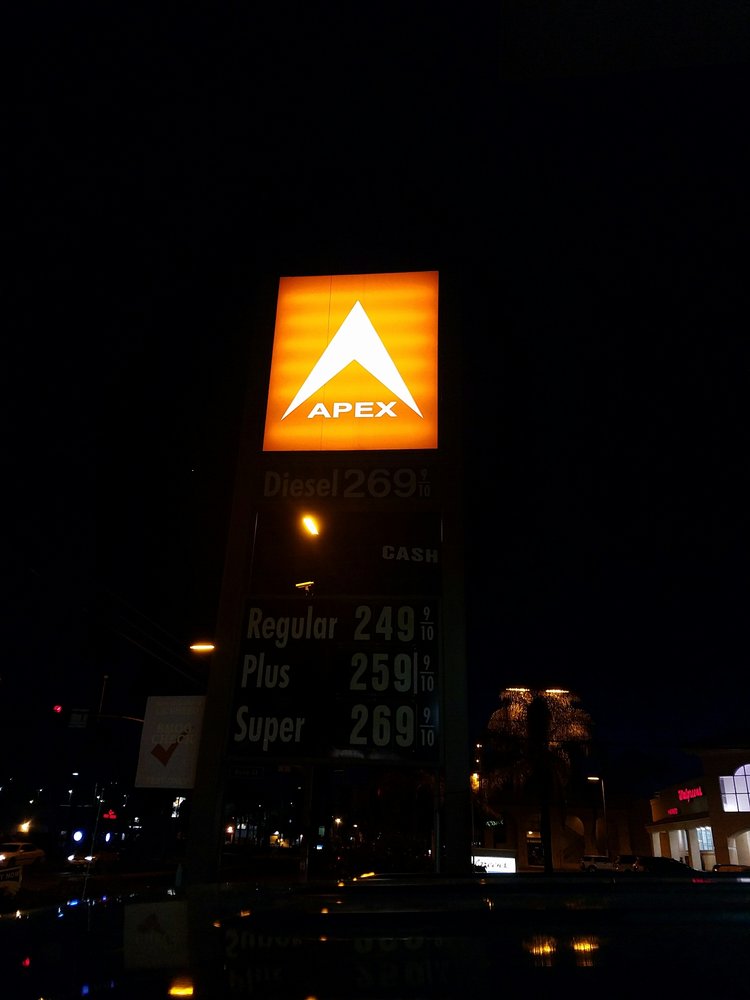 APEX
Diesel 269 9/10
CASH
Regular 249 9/10
Plus 259 9/10
Super 269 9/10
Walgreens